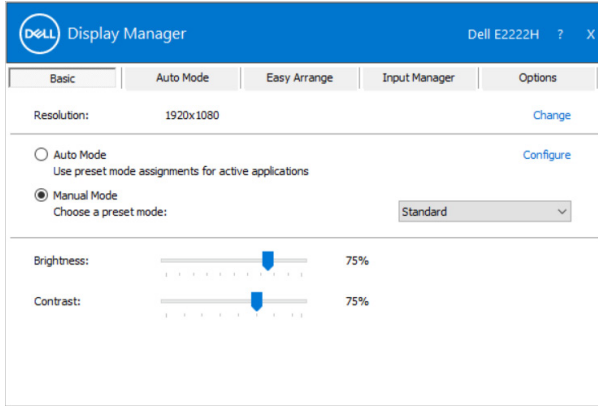 DELL Display Manager Dell E2222H ? X
Basic Auto Mode Easy Arrange Input Manager Options
Resolution: 1920x1080 Change
Auto Mode Configure
Use preset mode assignments for active applications
Manual Mode
Choose a preset mode: Standard
Brightness: 75%
Contrast: 75%